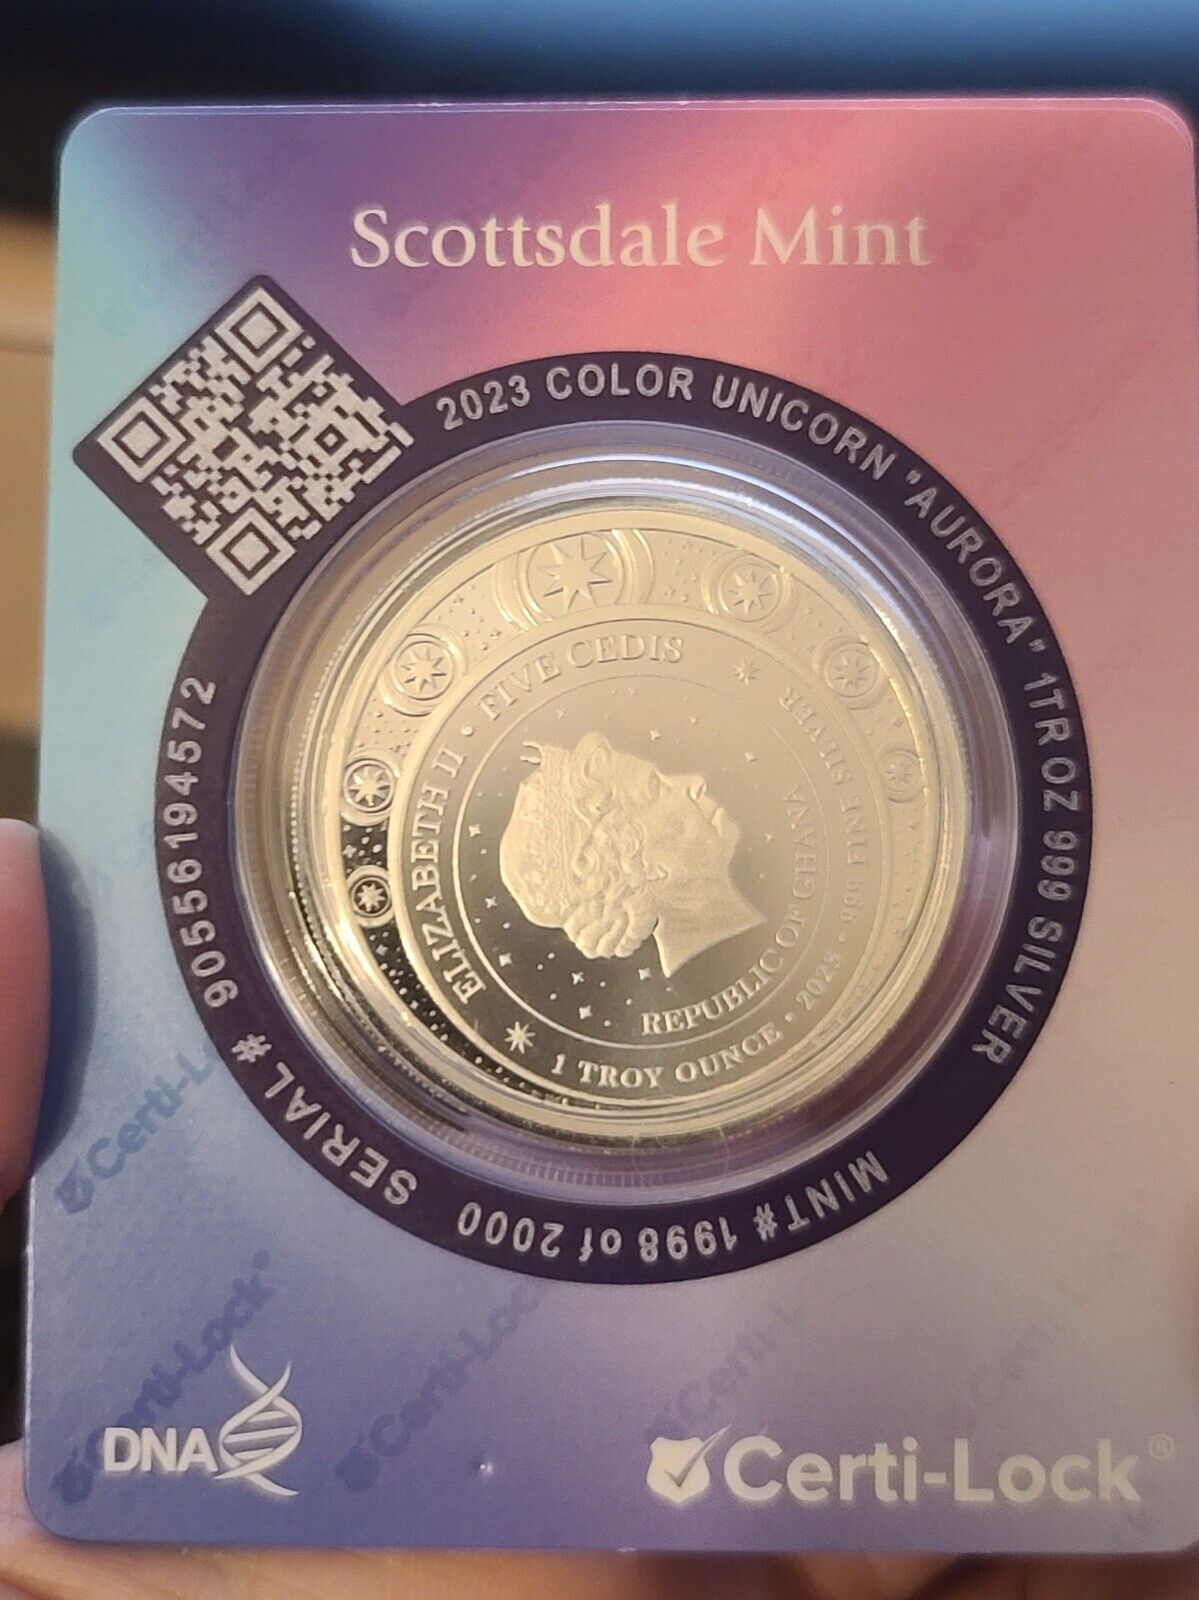 Scottsdale Mint
2023 COLOR UNICORN "AURORA" 1TR OZ 999 SILVER
MINT# 1998 of 2000
SERIAL # 90556194572
ELIZABETH II • FIVE CEDIS
999 FINE SILVER
REPUBLIC OF GHANA
1 TROY OUNCE • 2023 •
Certi-Lock
Certi-Lock®
Certi-Lock
Certi-L
Certi
DNA
Certi-Lock®